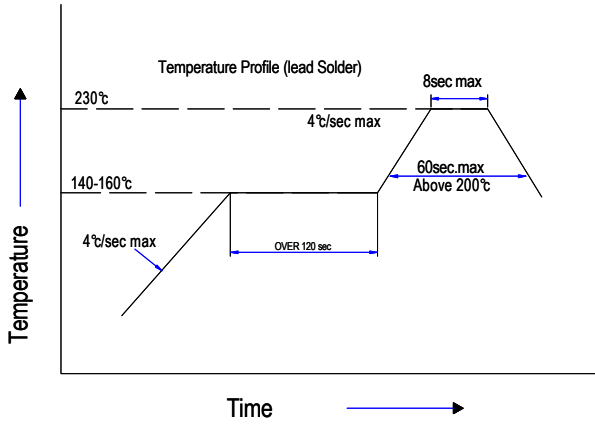 Temperature Profile (lead Solder)
8sec max
230℃
4℃/sec max
60sec.max
Above 200℃
140-160℃
4℃/sec max
OVER 120 sec
Temperature
Time